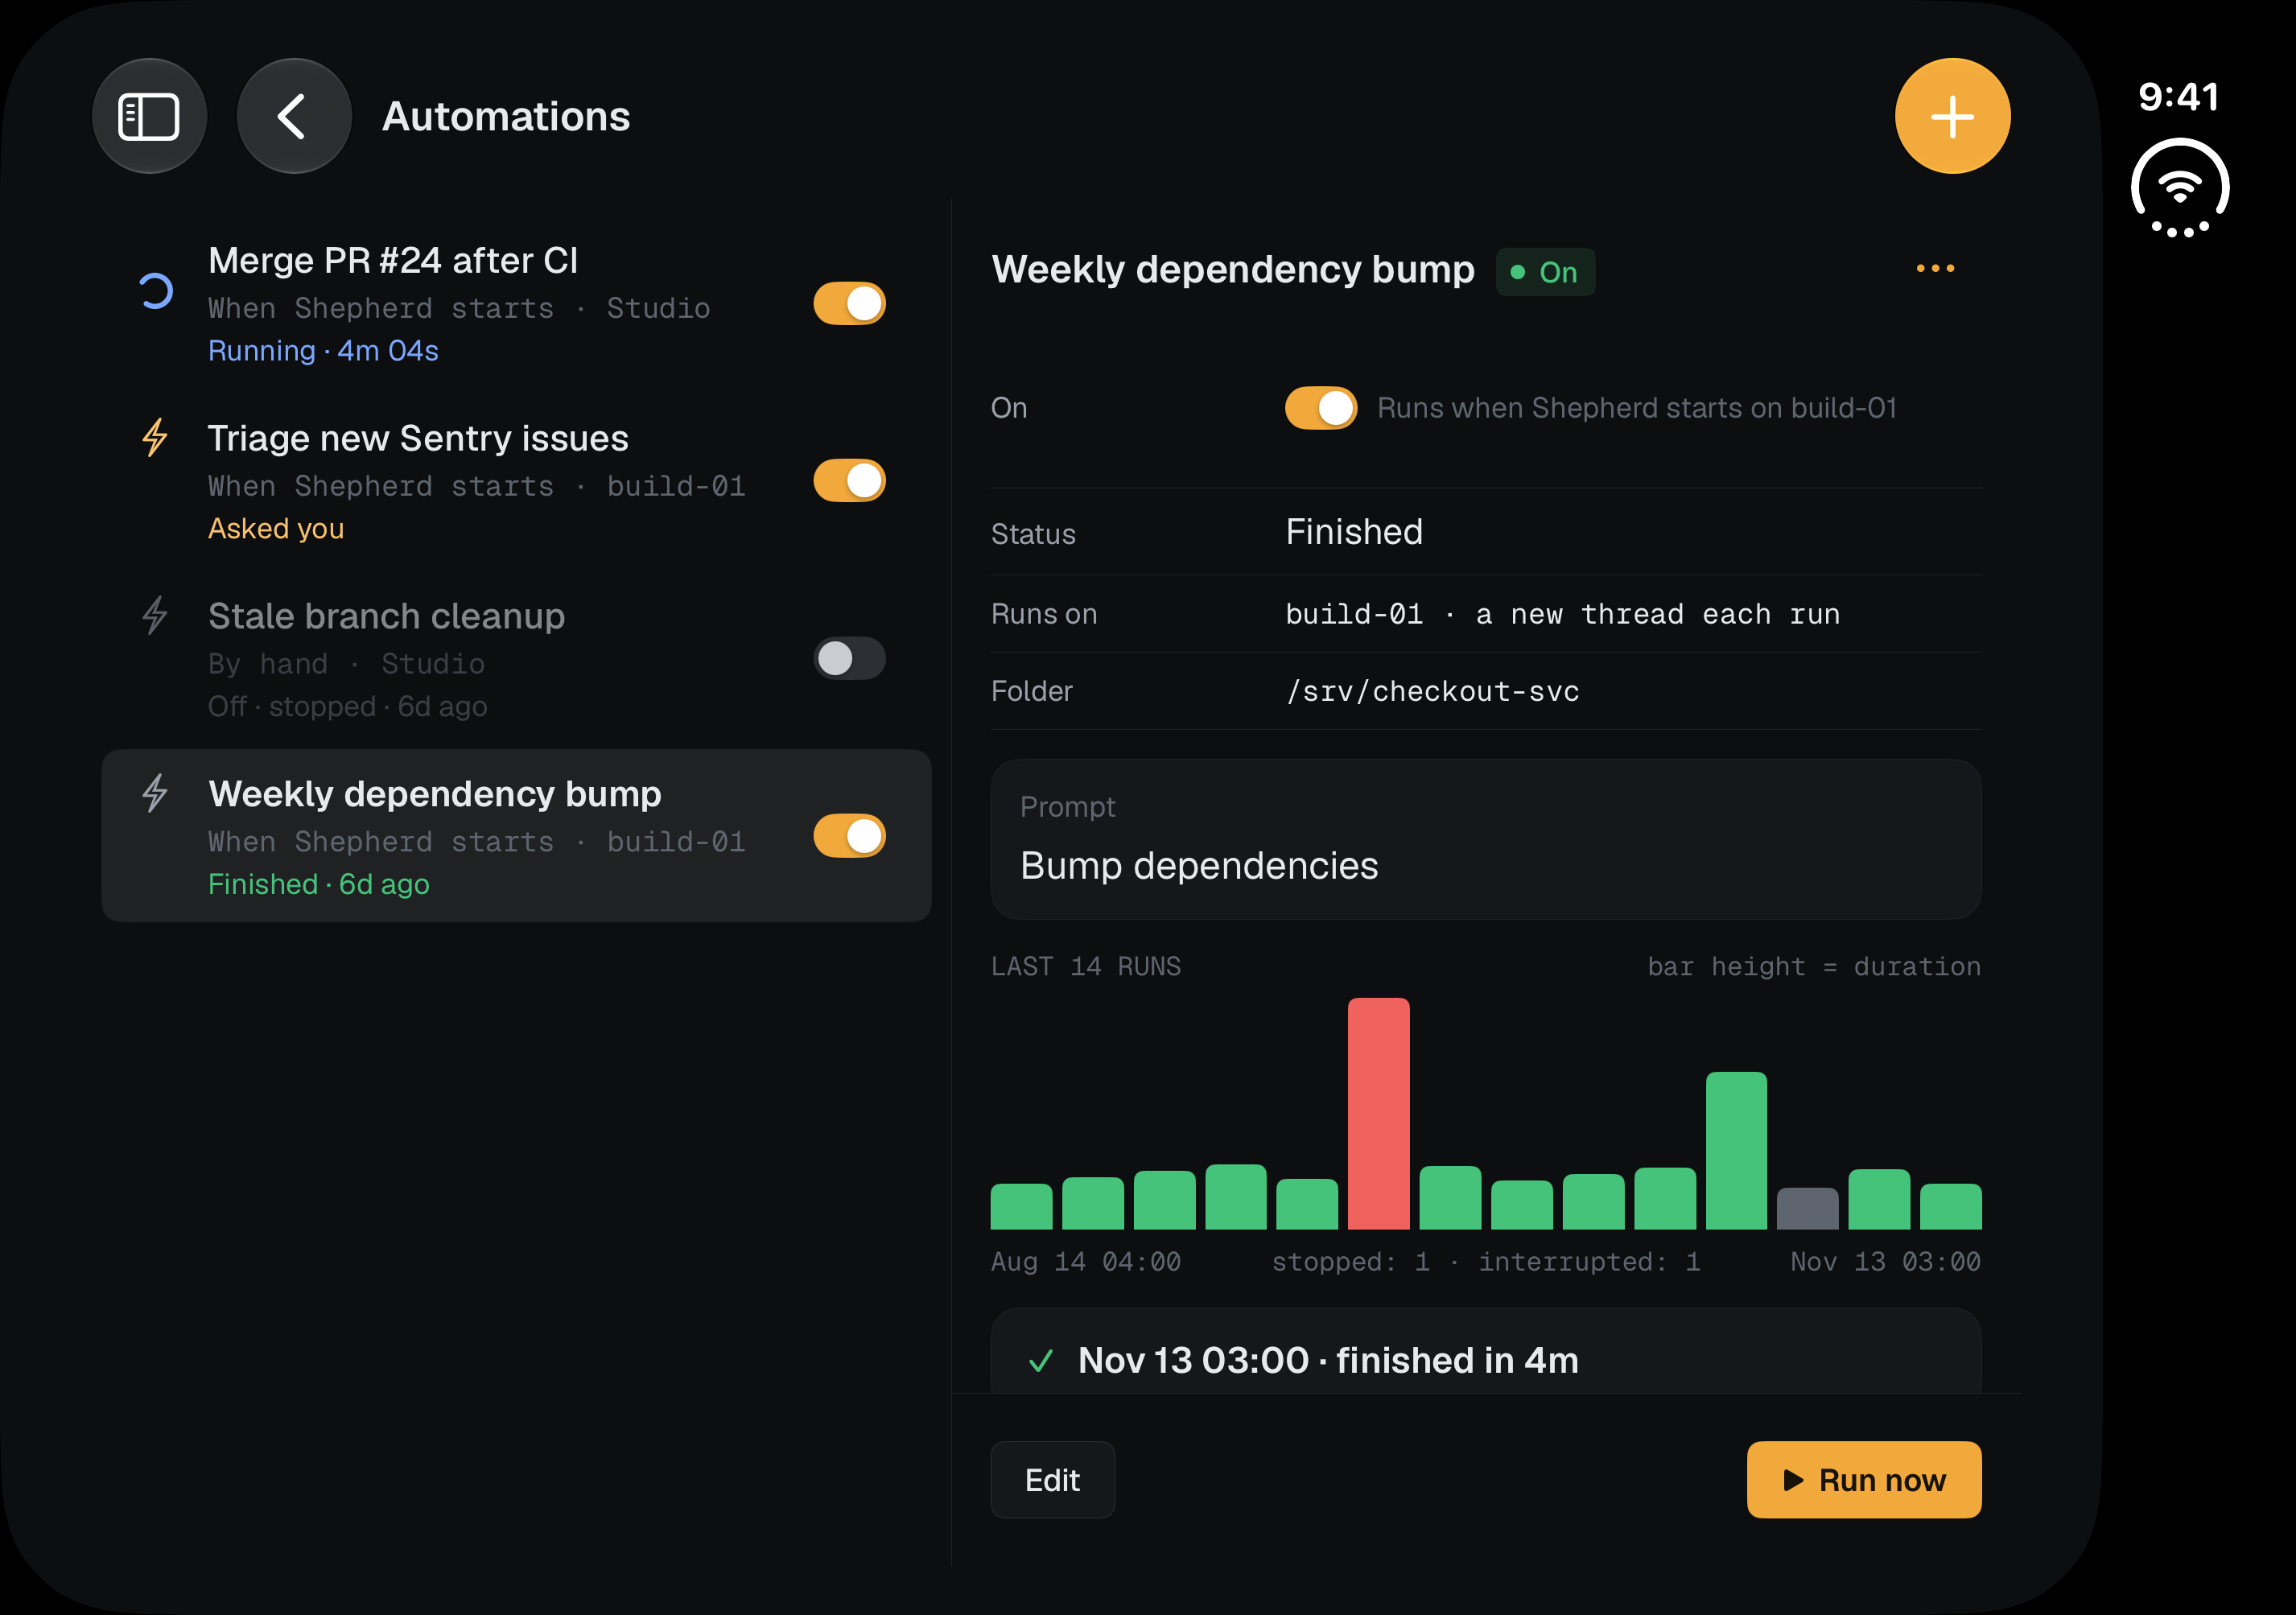 Automations
9:41
Merge PR #24 after CI
When Shepherd starts · Studio
Running · 4m 04s
Triage new Sentry issues
When Shepherd starts · build-01
Asked you
Stale branch cleanup
By hand · Studio
Off · stopped · 6d ago
Weekly dependency bump
When Shepherd starts · build-01
Finished · 6d ago
Weekly dependency bump
On
On
Runs when Shepherd starts on build-01
Status
Finished
Runs on
build-01 · a new thread each run
Folder
/srv/checkout-svc
Prompt
Bump dependencies
LAST 14 RUNS
bar height = duration
Aug 14 04:00
stopped: 1 · interrupted: 1
Nov 13 03:00
Nov 13 03:00 · finished in 4m
Edit
Run now